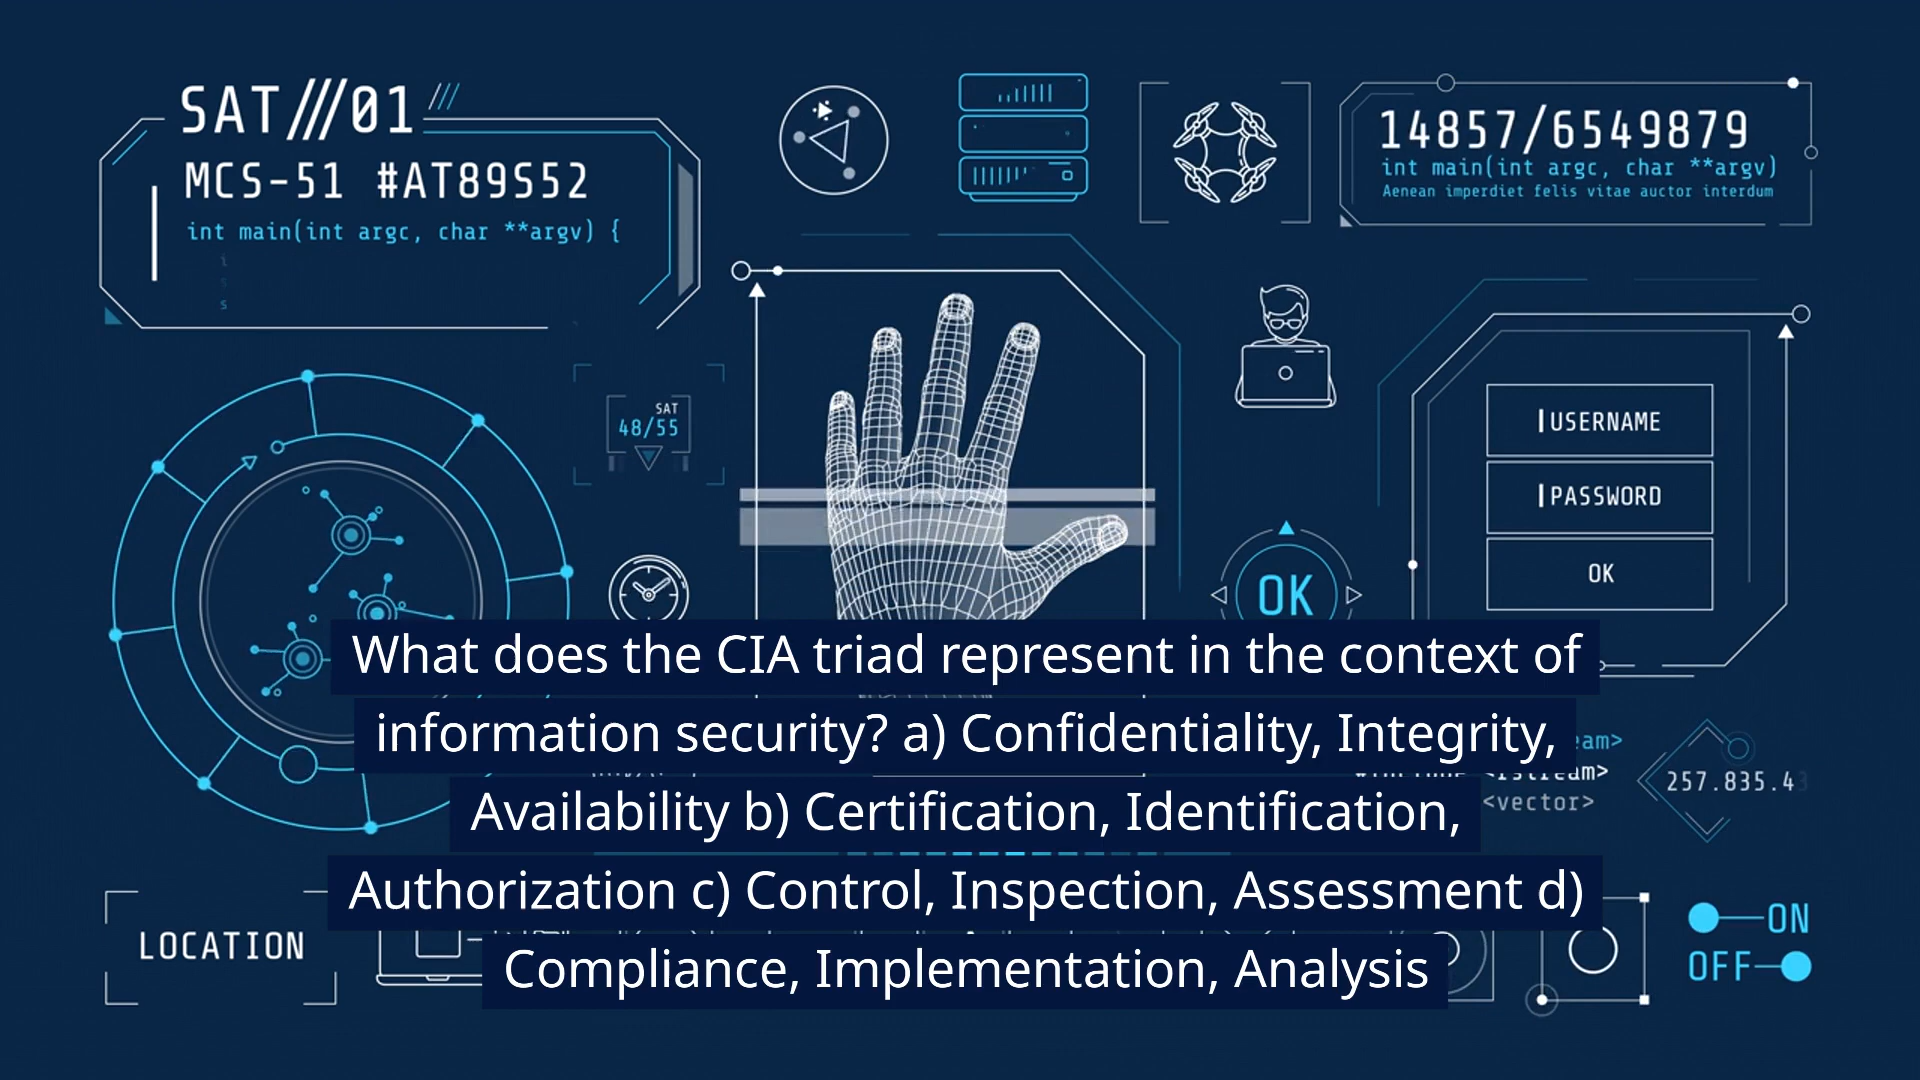 SAT///01
MCS-51 #AT89S52
int main(int argc, char **argv) {
i
s
14857/6549879
int main(int argc, char **argv)
Aenean imperdiet felis vitae auctor interdum
SAT
48/55
USERNAME
PASSWORD
OK
OK
What does the CIA triad represent in the context of
information security? a) Confidentiality, Integrity,
Availability b) Certification, Identification,
Authorization c) Control, Inspection, Assessment d)
Compliance, Implementation, Analysis
<vector>
257.835.43
LOCATION
ON
OFF